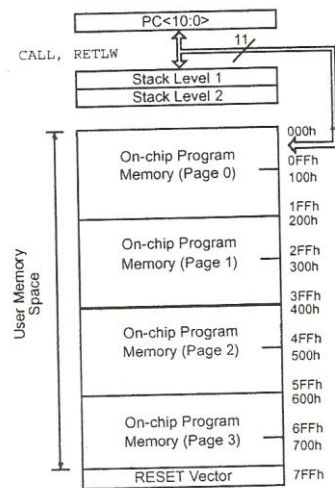 PC<10:0>
11
CALL, RETLW
Stack Level 1
Stack Level 2
000h
On-chip Program
Memory (Page 0)
0FFh
100h
1FFh
200h
On-chip Program
Memory (Page 1)
2FFh
300h
3FFh
400h
User Memory
Space
On-chip Program
Memory (Page 2)
4FFh
500h
5FFh
600h
On-chip Program
Memory (Page 3)
6FFh
700h
RESET Vector
7FFh